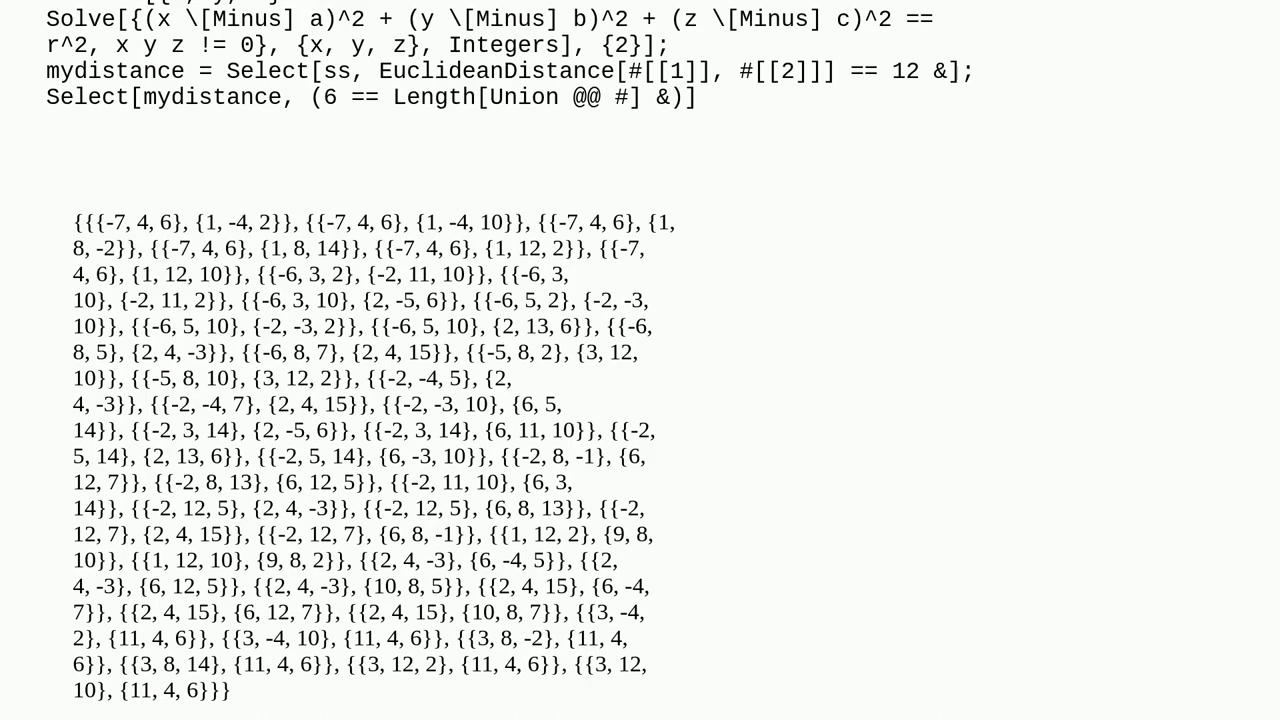 Solve[{(x \[Minus] a)^2 + (y \[Minus] b)^2 + (z \[Minus] c)^2 ==
r^2, x y z != 0}, {x, y, z}, Integers], {2}];
mydistance = Select[ss, EuclideanDistance[#[[1]], #[[2]]] == 12 &];
Select[mydistance, (6 == Length[Union @@ #] &)]
{{{-7, 4, 6}, {1, -4, 2}}, {{-7, 4, 6}, {1, -4, 10}}, {{-7, 4, 6}, {1,
8, -2}}, {{-7, 4, 6}, {1, 8, 14}}, {{-7, 4, 6}, {1, 12, 2}}, {{-7,
4, 6}, {1, 12, 10}}, {{-6, 3, 2}, {-2, 11, 10}}, {{-6, 3,
10}, {-2, 11, 2}}, {{-6, 3, 10}, {2, -5, 6}}, {{-6, 5, 2}, {-2, -3,
10}}, {{-6, 5, 10}, {-2, -3, 2}}, {{-6, 5, 10}, {2, 13, 6}}, {{-6,
8, 5}, {2, 4, -3}}, {{-6, 8, 7}, {2, 4, 15}}, {{-5, 8, 2}, {3, 12,
10}}, {{-5, 8, 10}, {3, 12, 2}}, {{-2, -4, 5}, {2,
4, -3}}, {{-2, -4, 7}, {2, 4, 15}}, {{-2, -3, 10}, {6, 5,
14}}, {{-2, 3, 14}, {2, -5, 6}}, {{-2, 3, 14}, {6, 11, 10}}, {{-2,
5, 14}, {2, 13, 6}}, {{-2, 5, 14}, {6, -3, 10}}, {{-2, 8, -1}, {6,
12, 7}}, {{-2, 8, 13}, {6, 12, 5}}, {{-2, 11, 10}, {6, 3,
14}}, {{-2, 12, 5}, {2, 4, -3}}, {{-2, 12, 5}, {6, 8, 13}}, {{-2,
12, 7}, {2, 4, 15}}, {{-2, 12, 7}, {6, 8, -1}}, {{1, 12, 2}, {9, 8,
10}}, {{1, 12, 10}, {9, 8, 2}}, {{2, 4, -3}, {6, -4, 5}}, {{2,
4, -3}, {6, 12, 5}}, {{2, 4, -3}, {10, 8, 5}}, {{2, 4, 15}, {6, -4,
7}}, {{2, 4, 15}, {6, 12, 7}}, {{2, 4, 15}, {10, 8, 7}}, {{3, -4,
2}, {11, 4, 6}}, {{3, -4, 10}, {11, 4, 6}}, {{3, 8, -2}, {11, 4,
6}}, {{3, 8, 14}, {11, 4, 6}}, {{3, 12, 2}, {11, 4, 6}}, {{3, 12,
10}, {11, 4, 6}}}